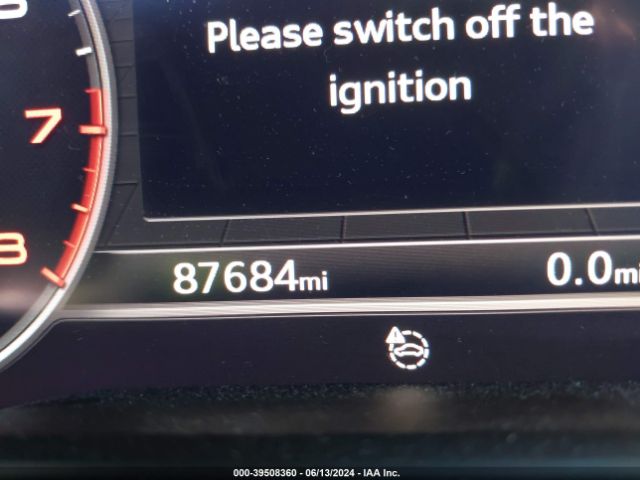 Please switch off the
ignition
7
8
87684mi
0.0mi
000-39508360 - 06/13/2024 - IAA Inc.